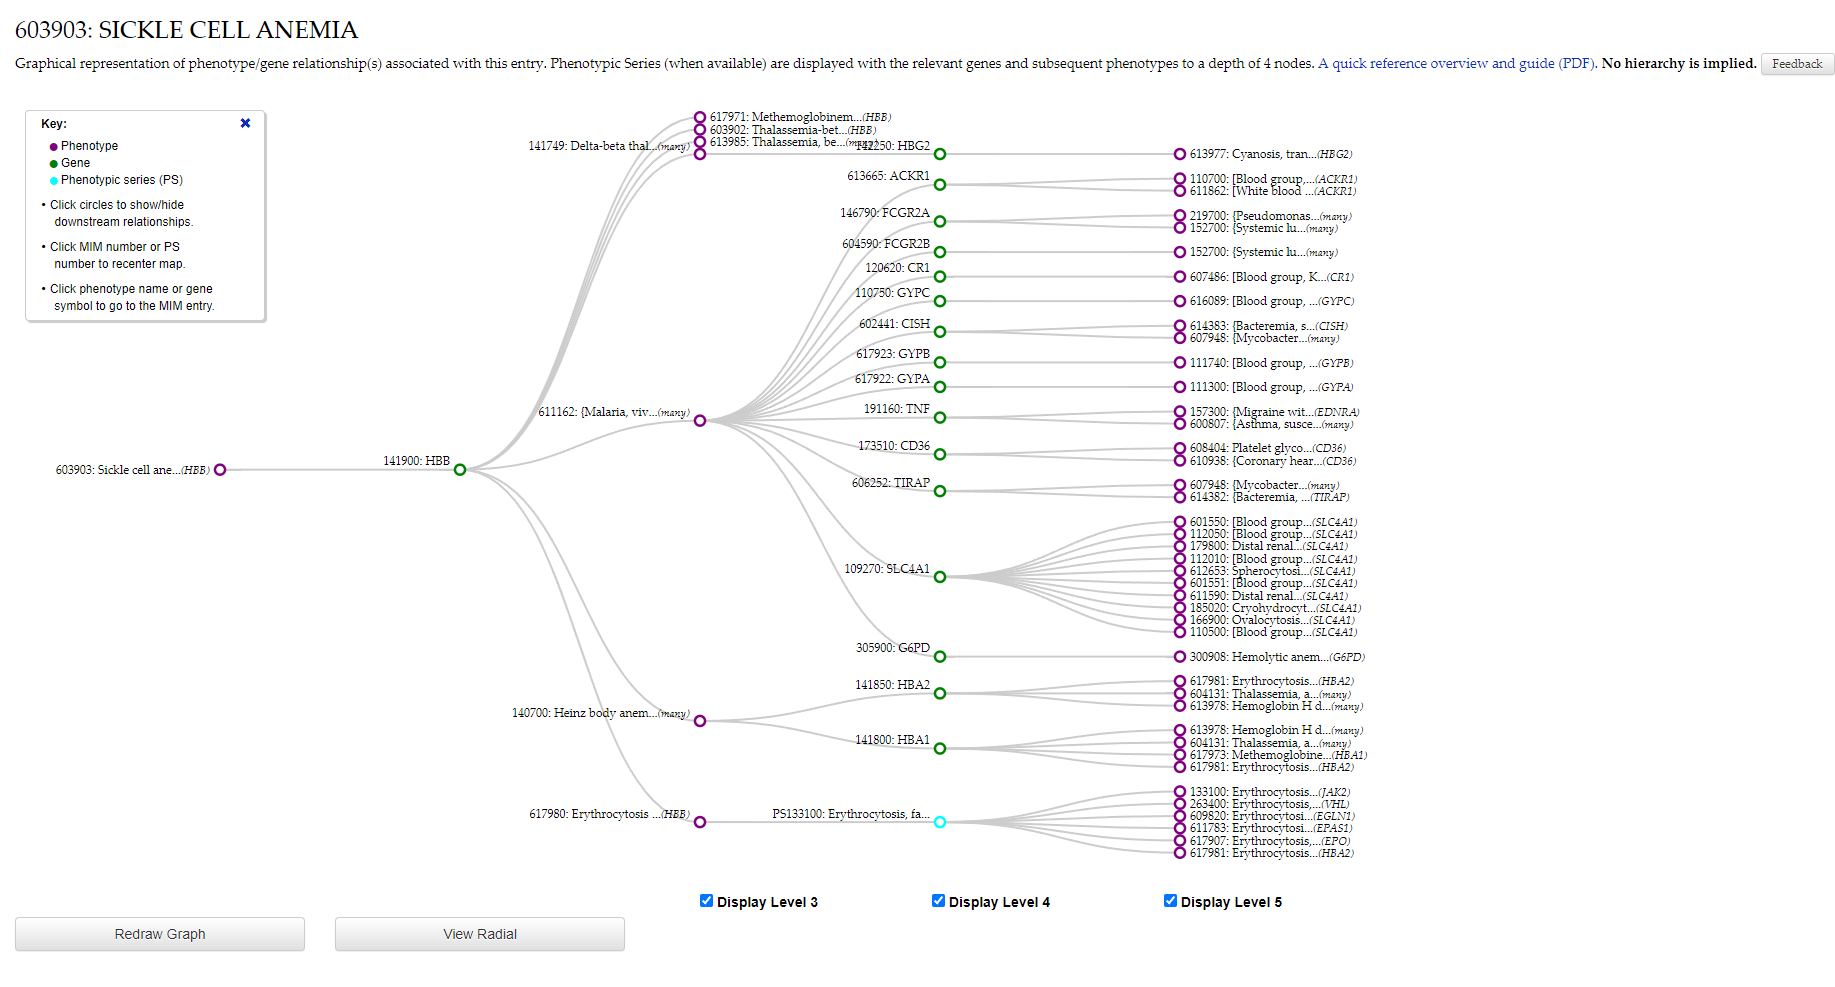 603903: SICKLE CELL ANEMIA
Graphical representation of phenotype/gene relationship(s) associated with this entry. Phenotypic Series (when available) are displayed with the relevant genes and subsequent phenotypes to a depth of 4 nodes. A quick reference overview and guide (PDF). No hierarchy is implied. Feedback
Key:
Phenotype
Gene
Phenotypic series (PS)
• Click circles to show/hide
downstream relationships.
• Click MIM number or PS
number to recenter map.
• Click phenotype name or gene
symbol to go to the MIM entry.
603903: Sickle cell ane...(HBB)
141900: HBB
617971: Methemoglobinem...(HBB)
603902: Thalassemia-bet...(HBB)
613985: Thalassemia, be...(many)
141749: Delta-beta thal...(many)
611162: {Malaria, viv...(many)
140700: Heinz body anem...(many)
617980: Erythrocytosis ...(HBB)
142250: HBG2
613665: ACKR1
146790: FCGR2A
604590: FCGR2B
120620: CR1
110750: GYPC
602441: CISH
617923: GYPB
617922: GYPA
191160: TNF
173510: CD36
606252: TIRAP
109270: SLC4A1
305900: G6PD
141850: HBA2
141800: HBA1
PS133100: Erythrocytosis, fa...
613977: Cyanosis, tran...(HBG2)
110700: [Blood group,...(ACKR1)
611862: [White blood ...(ACKR1)
219700: {Pseudomonas...(many)
152700: {Systemic lu...(many)
152700: {Systemic lu...(many)
607486: [Blood group, K...(CR1)
616089: [Blood group, ...(GYPC)
614383: {Bacteremia, s...(CISH)
607948: {Mycobacter...(many)
111740: [Blood group, ...(GYPB)
111300: [Blood group, ...(GYPA)
157300: {Migraine wit...(EDNRA)
600807: {Asthma, susce...(many)
608404: Platelet glyco...(CD36)
610938: {Coronary hear...(CD36)
607948: {Mycobacter...(many)
614382: {Bacteremia, ...(TIRAP)
601550: [Blood group...(SLC4A1)
112050: [Blood group...(SLC4A1)
179800: Distal renal...(SLC4A1)
112010: [Blood group...(SLC4A1)
612653: Spherocytosi...(SLC4A1)
601551: [Blood group...(SLC4A1)
611590: Distal renal...(SLC4A1)
185020: Cryohydrocyt...(SLC4A1)
166900: Ovalocytosis...(SLC4A1)
110500: [Blood group...(SLC4A1)
300908: Hemolytic anem...(G6PD)
617981: Erythrocytosis...(HBA2)
604131: Thalassemia, a...(many)
613978: Hemoglobin H d...(many)
613978: Hemoglobin H d...(many)
604131: Thalassemia, a...(many)
617973: Methemoglobine...(HBA1)
617981: Erythrocytosis...(HBA2)
133100: Erythrocytosis...(JAK2)
263400: Erythrocytosis,...(VHL)
609820: Erythrocytosi...(EGLN1)
611783: Erythrocytosi...(EPAS1)
617907: Erythrocytosis,...(EPO)
617981: Erythrocytosis...(HBA2)
Display Level 3
Display Level 4
Display Level 5
Redraw Graph
View Radial